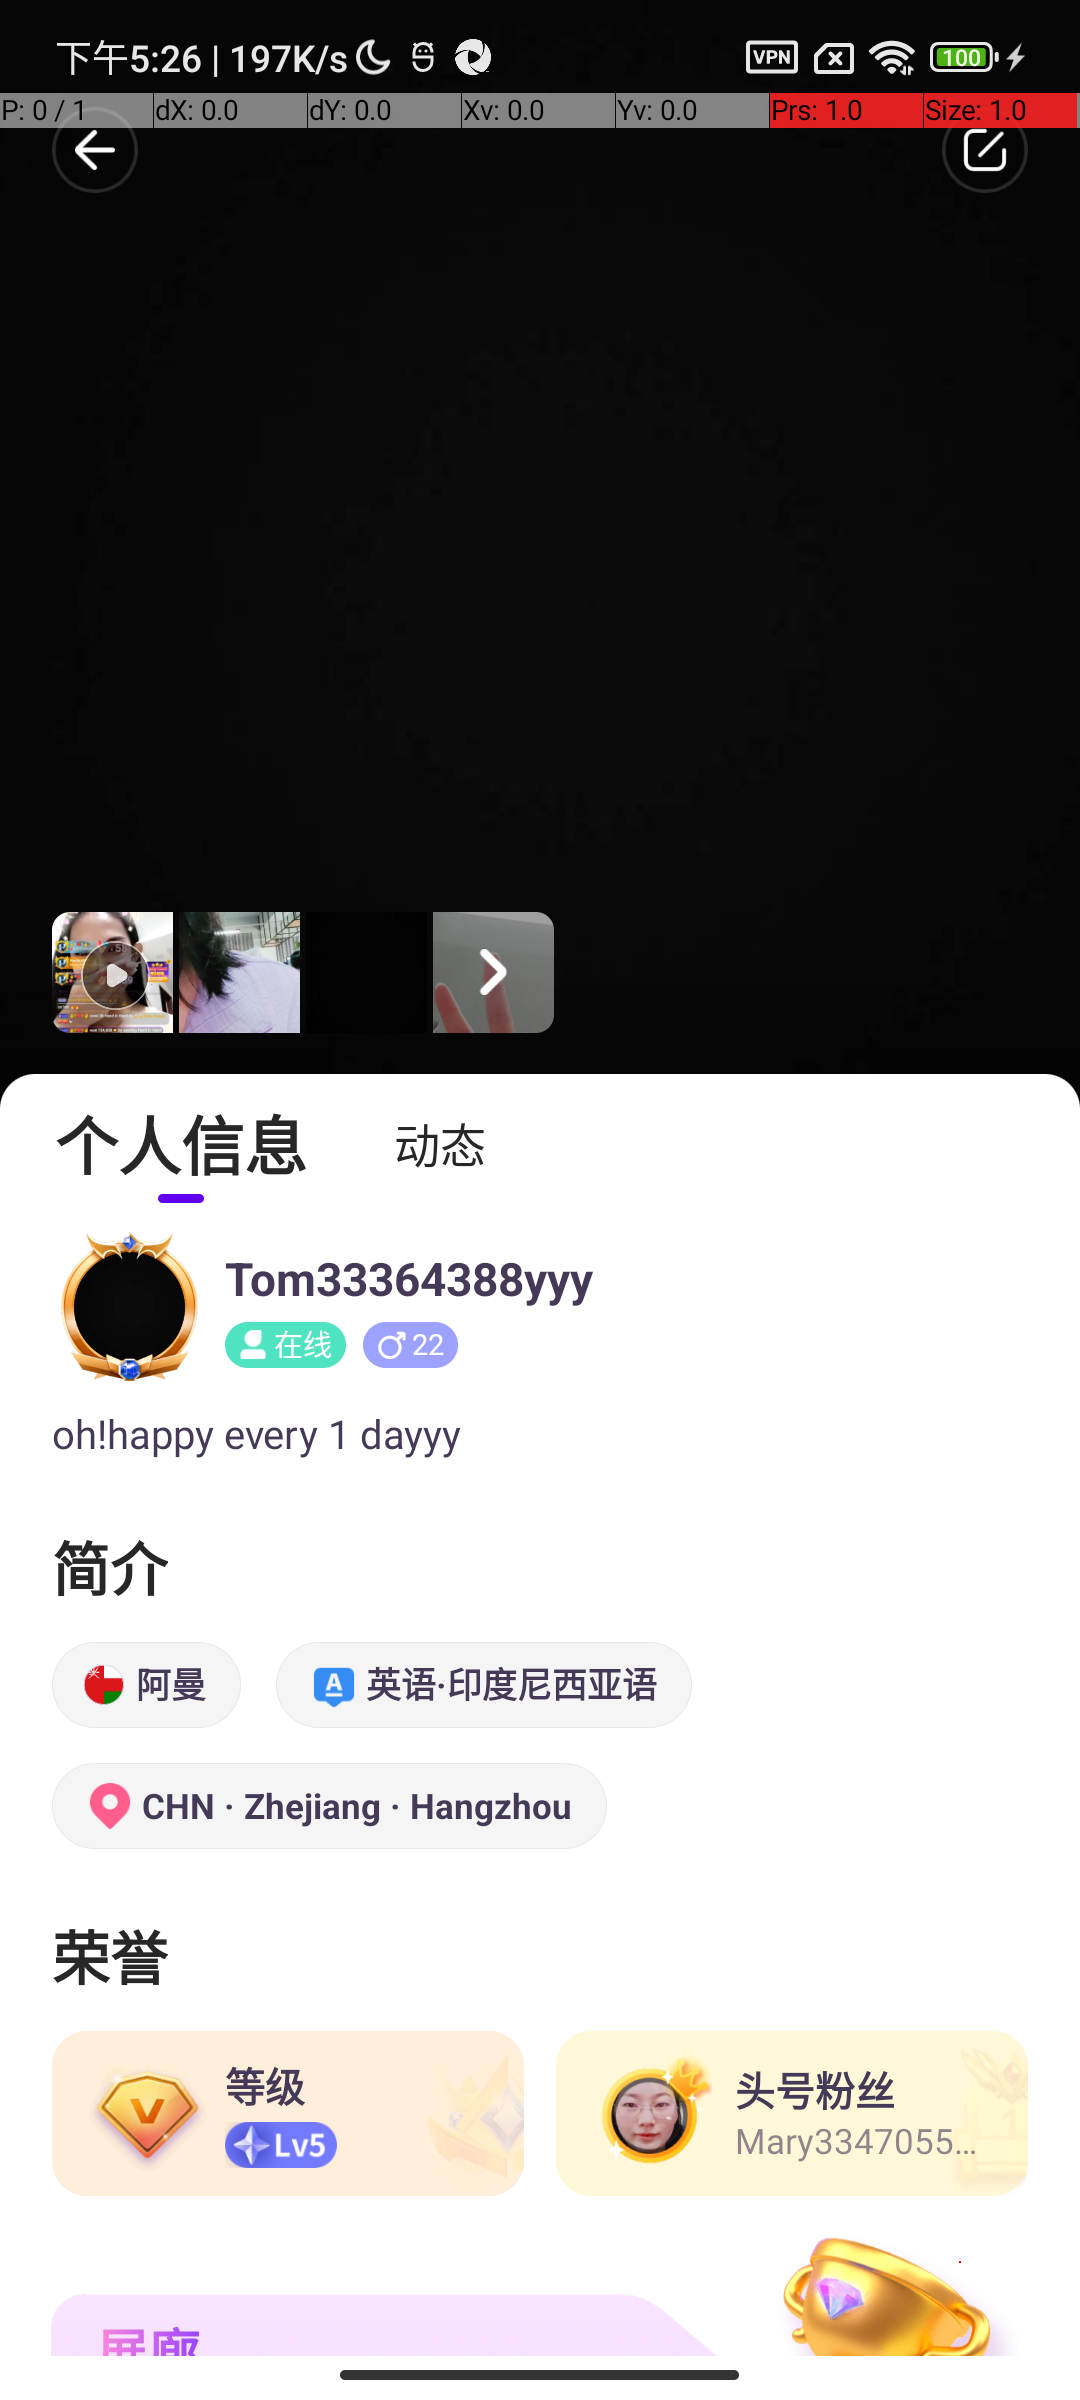 下午5:26 | 197K/s VPN 100
P: 0 / 1 dX: 0.0 dY: 0.0 Xv: 0.0 Yv: 0.0 Prs: 1.0 Size: 1.0
个人信息 动态
Tom33364388yyy
在线 22
oh!happy every 1 dayyy
简介
阿曼 英语·印度尼西亚语
CHN · Zhejiang · Hangzhou
荣誉
等级 头号粉丝
Lv5 Mary3347055...
展廊